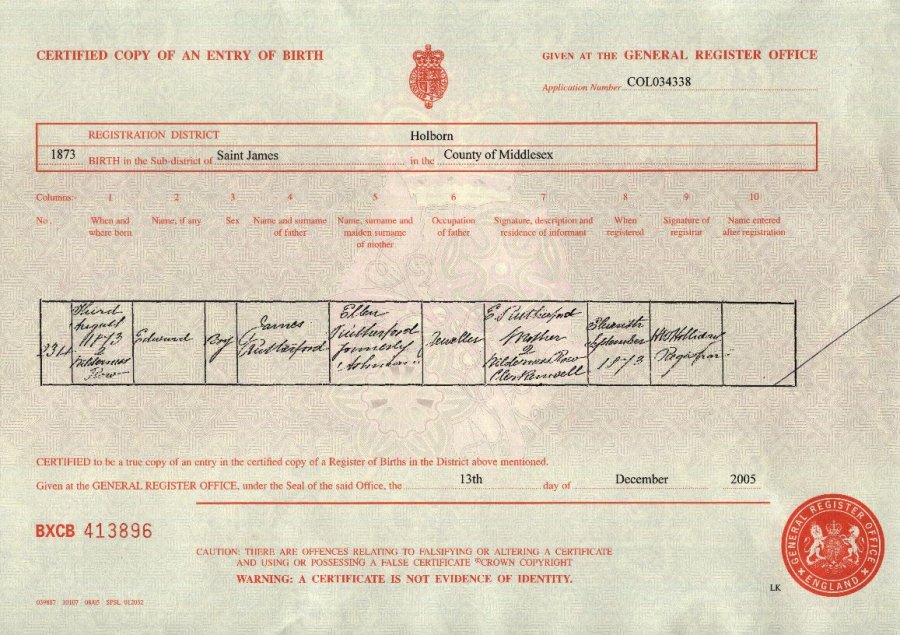 CERTIFIED COPY OF AN ENTRY OF BIRTH
GIVEN AT THE GENERAL REGISTER OFFICE
Application Number COL034338
REGISTRATION DISTRICT Holborn
1873 BIRTH in the Sub-district of Saint James in the County of Middlesex
Columns:- 1 2 3 4 5 6 7 8 9 10
No. When and where born Name, if any Sex Name and surname of father Name, surname and maiden surname of mother Occupation of father Signature, description and residence of informant When registered Signature of registrar Name entered after registration
234
Third
August
1873
2
Wilderness
Row
Edward
Boy
James
Rutherford
Ellen
Rutherford
formerly
Jeweller
E. Rutherford
Mother
2
Wilderness Row
Clerkenwell
Eleventh
September
1873
Registrar
CERTIFIED to be a true copy of an entry in the certified copy of a Register of Births in the District above mentioned.
Given at the GENERAL REGISTER OFFICE, under the Seal of the said Office, the 13th day of December 2005
BXCB 413896
CAUTION: THERE ARE OFFENCES RELATING TO FALSIFYING OR ALTERING A CERTIFICATE
AND USING OR POSSESSING A FALSE CERTIFICATE ©CROWN COPYRIGHT
WARNING: A CERTIFICATE IS NOT EVIDENCE OF IDENTITY.
GENERAL REGISTER OFFICE
ENGLAND
LK
039887 10107 08/05 SPSL 012032